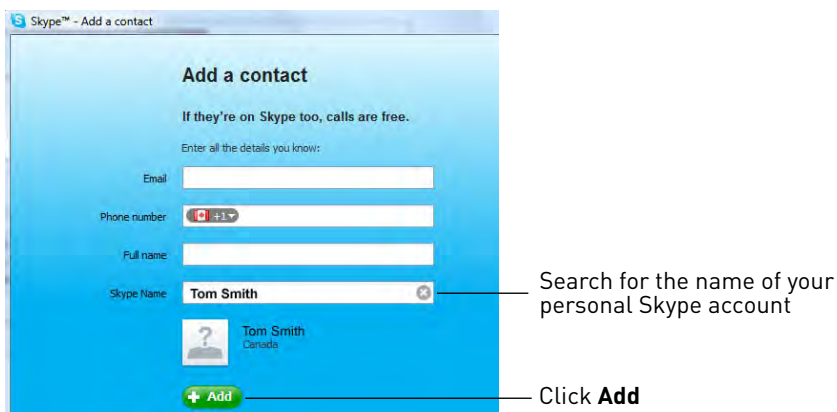 Skype™ - Add a contact
Add a contact
If they're on Skype too, calls are free.
Enter all the details you know:
Email
Phone number +1
Full name
Skype Name Tom Smith
Search for the name of your
personal Skype account
Tom Smith
Canada
+ Add
Click Add